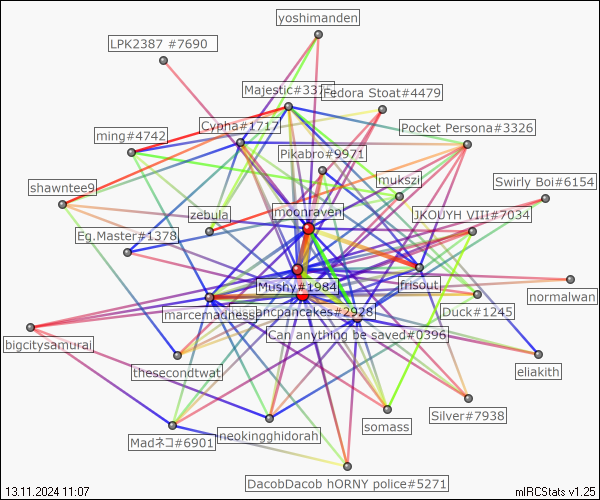 yoshimanden
LPK2387 #7690
Majestic#331
Fedora Stoat#4479
Cypha#1717
Pocket Persona#3326
ming#4742
Pikabro#9971
mukszi
Swirly Boi#6154
shawntee9
zebula
moonraven
JKOUYH VIII#7034
Eg.Master#1378
Mushy#1984
frisout
normalwan
marcemadness
ancpancakes#2928
Duck#1245
Can anything be saved#0396
bigcitysamurai
thesecondtwat
eliakith
Silver#7938
somass
Madネコ#6901
neokingghidorah
DacobDacob hORNY police#5271
13.11.2024 11:07
mIRCStats v1.25